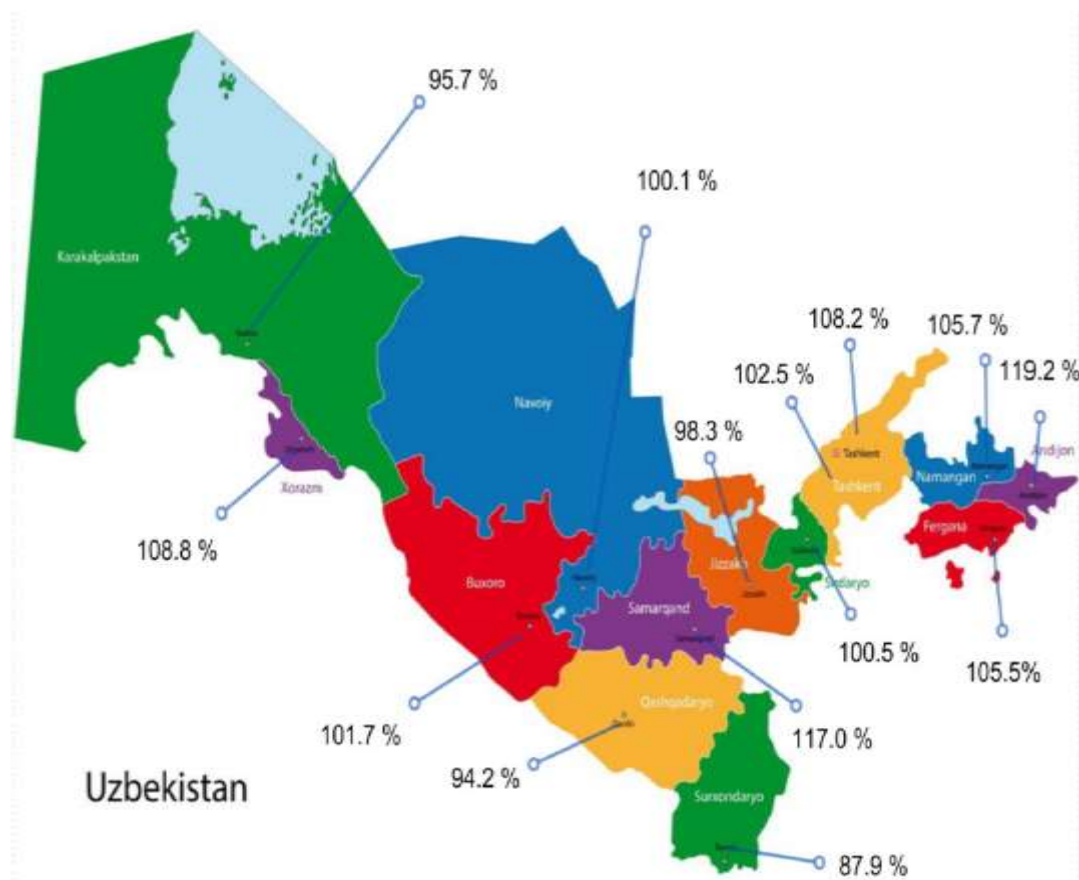 95.7 %
100.1 %
Karakalpakstan
108.2 %
105.7 %
119.2 %
102.5 %
Navoiy
98.3 %
Andijon
Tashkent
Namangan
Tashkent
Xorazm
Fergana
108.8 %
Buxoro
Jizzakh
Sirdaryo
Samarqand
100.5 %
105.5%
Qashqadaryo
101.7 %
117.0 %
94.2 %
Uzbekistan
Surxondaryo
87.9 %